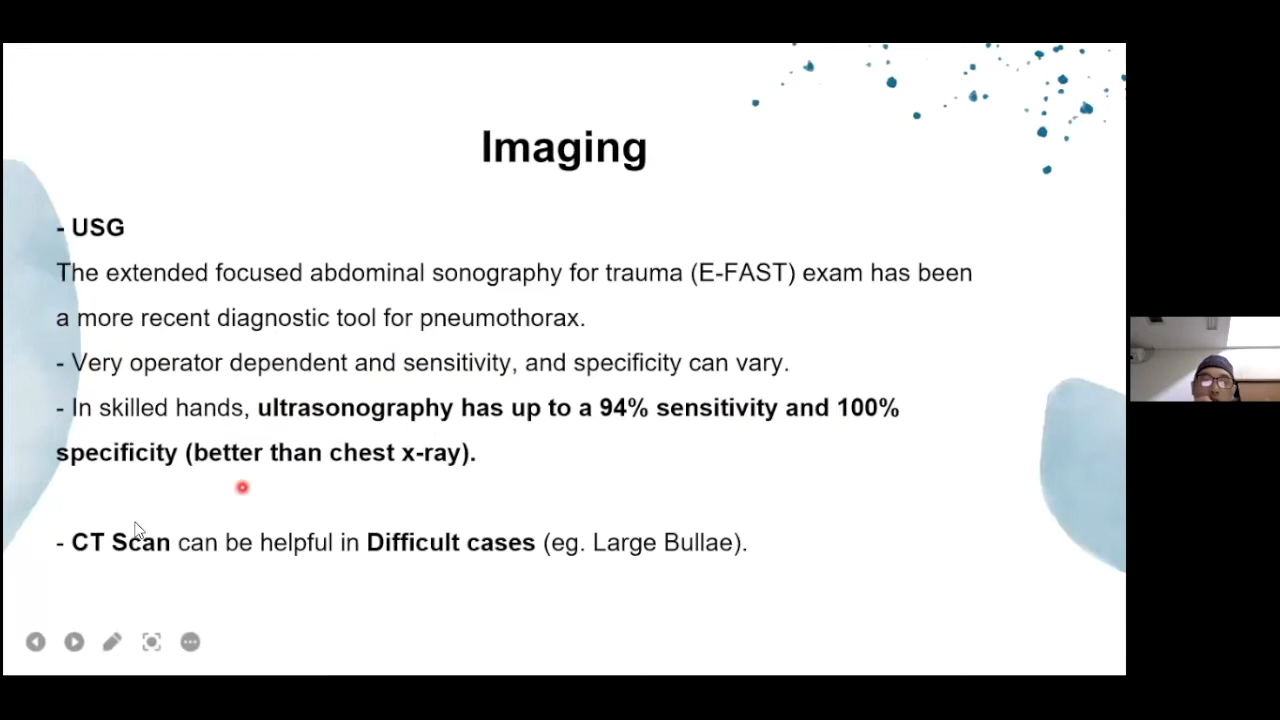 Imaging
- USG
The extended focused abdominal sonography for trauma (E-FAST) exam has been
a more recent diagnostic tool for pneumothorax.
- Very operator dependent and sensitivity, and specificity can vary.
- In skilled hands, ultrasonography has up to a 94% sensitivity and 100%
specificity (better than chest x-ray).
- CT Scan can be helpful in Difficult cases (eg. Large Bullae).